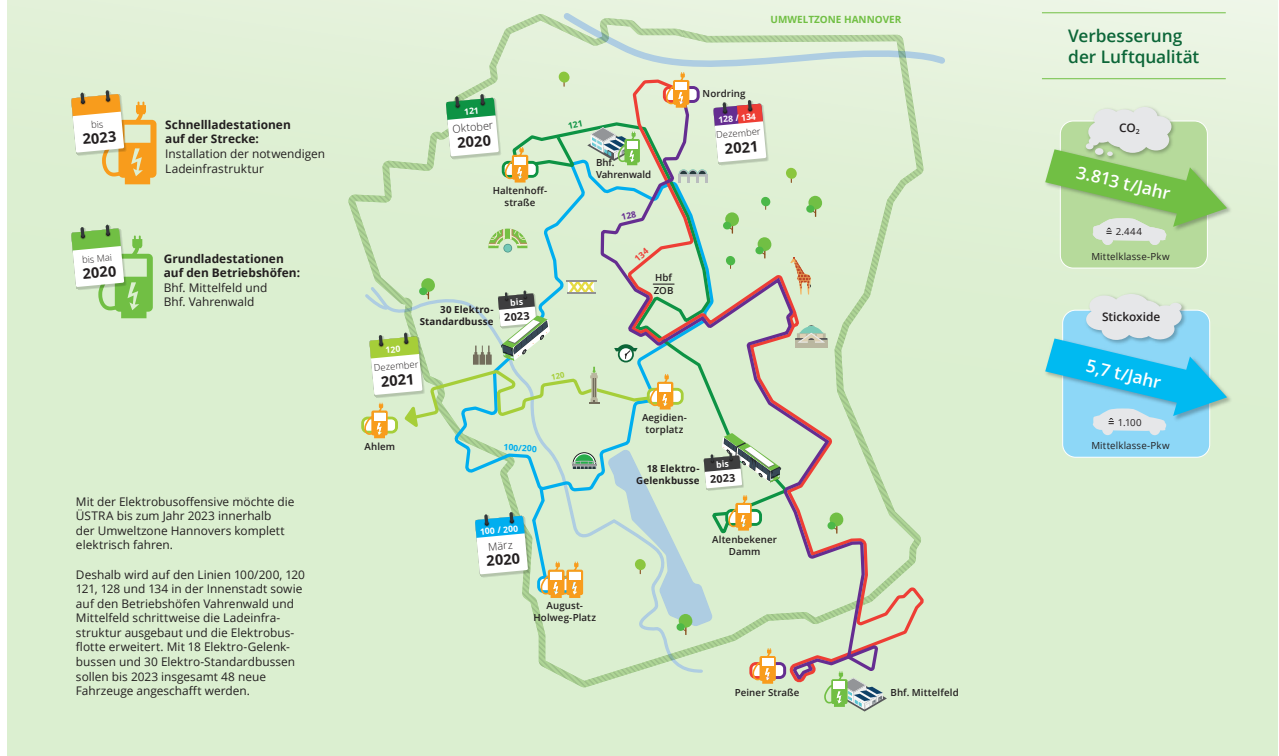 UMWELTZONE HANNOVER
Verbesserung
der Luftqualität
CO₂
3.813 t/Jahr
≙ 2.444
Mittelklasse-Pkw
Stickoxide
5,7 t/Jahr
≙ 1.100
Mittelklasse-Pkw
bis
2023
Schnellladestationen
auf der Strecke:
Installation der notwendigen
Ladeinfrastruktur
bis Mai
2020
Grundladestationen
auf den Betriebshöfen:
Bhf. Mittelfeld und
Bhf. Vahrenwald
121
Oktober
2020
121
Nordring
128 / 134
Dezember
2021
Bhf.
Vahrenwald
Haltenhoff-
straße
128
134
Hbf
ZOB
30 Elektro-
Standardbusse
bis
2023
120
Dezember
2021
120
Ahlem
Aegidien-
torplatz
100/200
18 Elektro-
Gelenkbusse
bis
2023
Altenbekener
Damm
100 / 200
März
2020
August-
Holweg-Platz
Peiner Straße
Bhf. Mittelfeld
Mit der Elektrobusoffensive möchte die
ÜSTRA bis zum Jahr 2023 innerhalb
der Umweltzone Hannovers komplett
elektrisch fahren.
Deshalb wird auf den Linien 100/200, 120
121, 128 und 134 in der Innenstadt sowie
auf den Betriebshöfen Vahrenwald und
Mittelfeld schrittweise die Ladeinfra-
struktur ausgebaut und die Elektrobus-
flotte erweitert. Mit 18 Elektro-Gelenk-
bussen und 30 Elektro-Standardbussen
sollen bis 2023 insgesamt 48 neue
Fahrzeuge angeschafft werden.